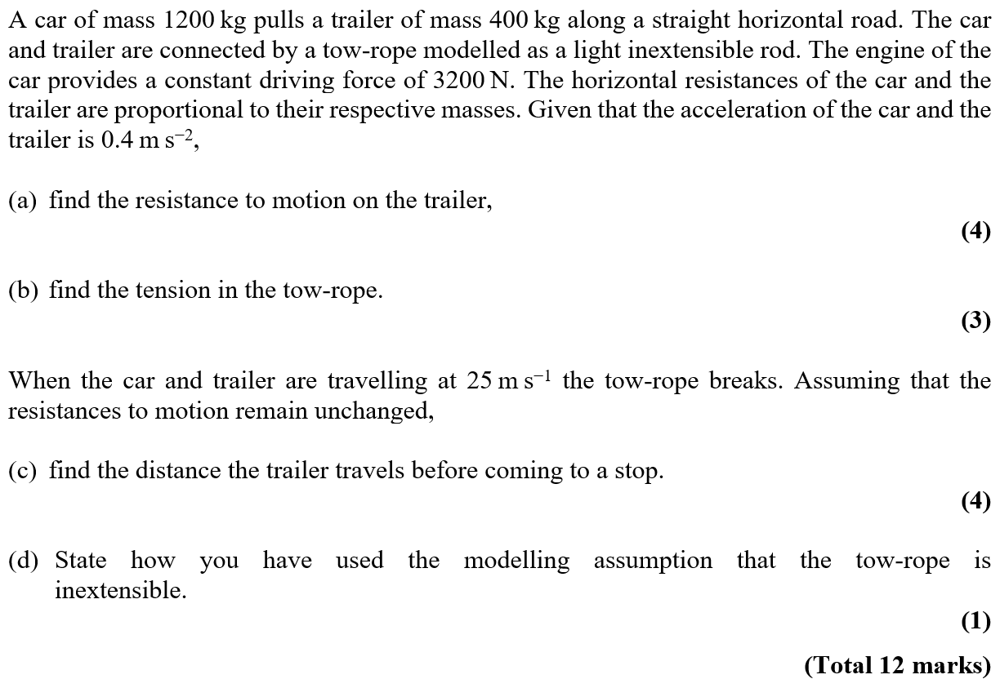 A car of mass 1200 kg pulls a trailer of mass 400 kg along a straight horizontal road. The car
and trailer are connected by a tow-rope modelled as a light inextensible rod. The engine of the
car provides a constant driving force of 3200 N. The horizontal resistances of the car and the
trailer are proportional to their respective masses. Given that the acceleration of the car and the
trailer is 0.4 m s⁻²,
(a) find the resistance to motion on the trailer,
(4)
(b) find the tension in the tow-rope.
(3)
When the car and trailer are travelling at 25 m s⁻¹ the tow-rope breaks. Assuming that the
resistances to motion remain unchanged,
(c) find the distance the trailer travels before coming to a stop.
(4)
(d) State how you have used the modelling assumption that the tow-rope is
inextensible.
(1)
(Total 12 marks)